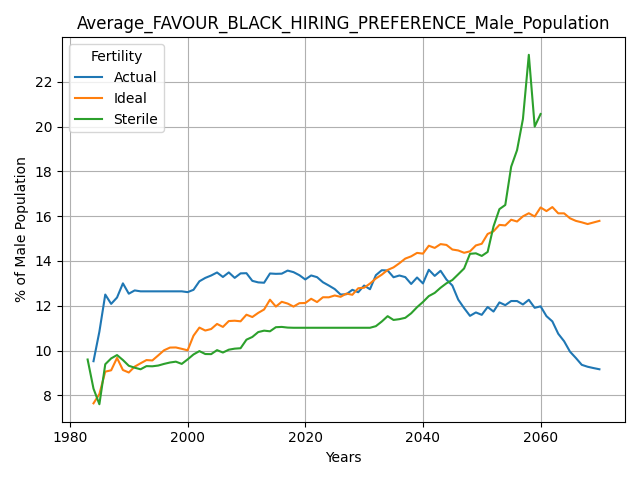 Average_FAVOUR_BLACK_HIRING_PREFERENCE_Male_Population
Fertility
Actual
Ideal
Sterile
% of Male Population
22
20
18
16
14
12
10
8
1980
2000
2020
2040
2060
Years